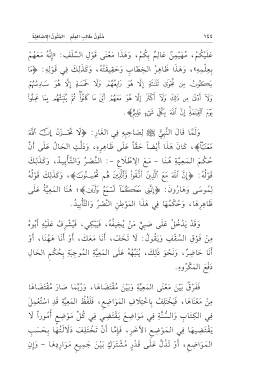 ١٤٤ متون طالب العلم - المتون الإضافية
عَلَيْكُمْ، مُهَيْمِنٌ عَالِمٌ بِكُمْ، وَهَذَا مَعْنَى قَوْلِ السَّلَفِ: «إِنَّهُ مَعَهُمْ
بِعِلْمِهِ»، وَهَذَا ظَاهِرُ الخِطَابِ وَحَقِيقَتُهُ، وَكَذَلِكَ فِي قَوْلِهِ: ﴿مَا
يَكُونُ مِن نَّجْوَىٰ ثَلَاثَةٍ إِلَّا هُوَ رَابِعُهُمْ وَلَا خَمْسَةٍ إِلَّا هُوَ سَادِسُهُمْ
وَلَا أَدْنَىٰ مِن ذَٰلِكَ وَلَا أَكْثَرَ إِلَّا هُوَ مَعَهُمْ أَيْنَ مَا كَانُوا ثُمَّ يُنَبِّئُهُم بِمَا عَمِلُوا
يَوْمَ الْقِيَامَةِ إِنَّ اللَّهَ بِكُلِّ شَيْءٍ عَلِيمٌ﴾.
وَلَمَّا قَالَ النَّبِيُّ ﷺ لِصَاحِبِهِ فِي الغَارِ: ﴿لَا تَحْزَنْ إِنَّ اللَّهَ
مَعَنَا﴾، كَانَ هَذَا أَيْضاً حَقّاً عَلَى ظَاهِرِهِ، وَدَلَّتِ الحَالُ عَلَى أَنَّ
حُكْمَ المَعِيَّةِ هُنَا - مَعَ الاطِّلَاعِ -: النَّصْرُ وَالتَّأْيِيدُ، وَكَذَلِكَ
قَوْلُهُ: ﴿إِنَّ اللَّهَ مَعَ الَّذِينَ اتَّقَوا وَّالَّذِينَ هُم مُّحْسِنُونَ﴾، وَكَذَلِكَ قَوْلُهُ
لِمُوسَى وَهَارُونَ: ﴿إِنَّنِي مَعَكُمَا أَسْمَعُ وَأَرَىٰ﴾؛ هُنَا المَعِيَّةُ عَلَى
ظَاهِرِهَا، وَحُكْمُهَا فِي هَذَا المَوْطِنِ النَّصْرُ وَالتَّأْيِيدُ.
وَقَدْ يَدْخُلُ عَلَى صَبِيٍّ مَنْ يُخِيفُهُ، فَيَبْكِي، فَيُشْرِفُ عَلَيْهِ أَبُوهُ
مِنْ فَوْقِ السَّقْفِ وَيَقُولُ: لَا تَخَفْ، أَنَا مَعَكَ، أَوْ أَنَا هَهُنَا، أَوْ
أَنَا حَاضِرٌ، وَنَحْوَ ذَلِكَ، يُنَبِّهُهُ عَلَى المَعِيَّةِ المُوجِبَةِ بِحُكْمِ الحَالِ
دَفْعَ المَكْرُوهِ.
فَفَرْقٌ بَيْنَ مَعْنَى المَعِيَّةِ وَبَيْنَ مُقْتَضَاهَا، وَرُبَّمَا صَارَ مُقْتَضَاهَا
مِنْ مَعْنَاهَا، فَيَخْتَلِفُ بِاخْتِلَافِ المَوَاضِعِ، فَلَفْظُ المَعِيَّةِ قَدِ اسْتُعْمِلَ
فِي الكِتَابِ وَالسُّنَّةِ فِي مَوَاضِعَ يَقْتَضِي فِي كُلِّ مَوْضِعٍ أُمُوراً لَا
يَقْتَضِيهَا فِي المَوْضِعِ الآخَرِ، فَإِمَّا أَنْ تَخْتَلِفَ دَلَالَتُهَا بِحَسَبِ
المَوَاضِعِ، أَوْ تَدُلَّ عَلَى قَدْرٍ مُشْتَرَكٍ بَيْنَ جَمِيعِ مَوَارِدِهَا - وَإِنِ